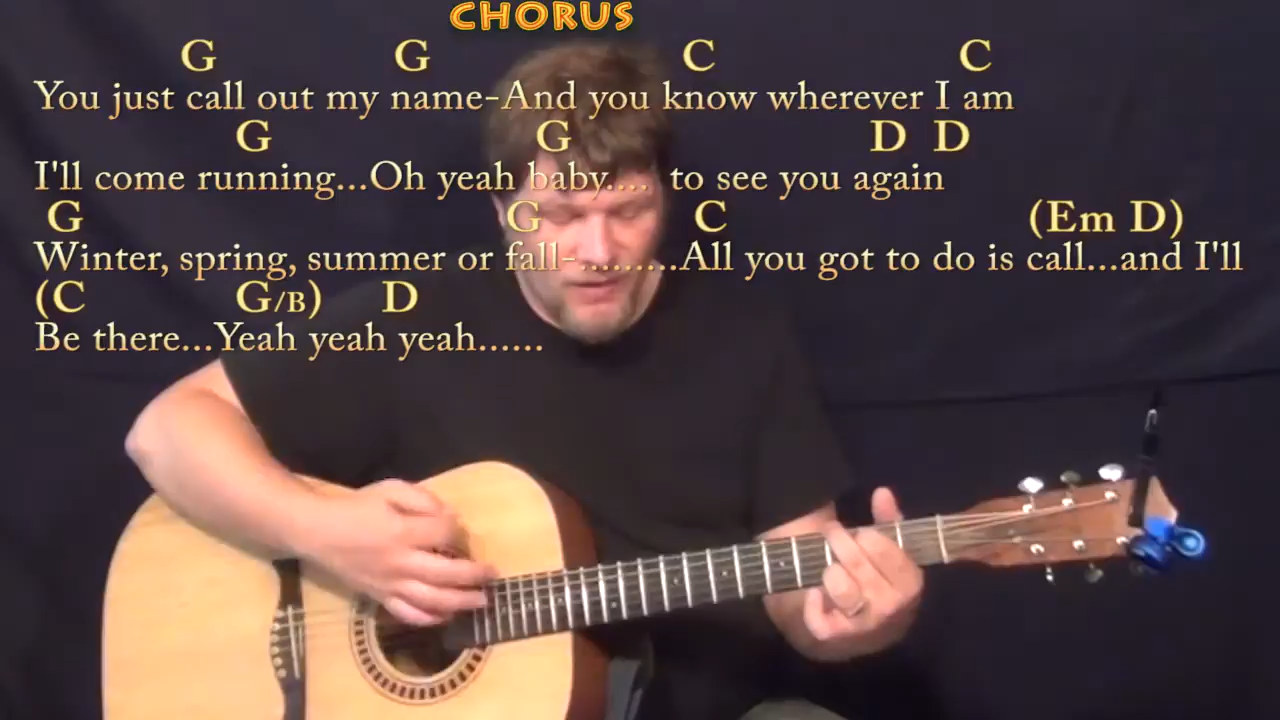 CHORUS
G G C C
You just call out my name-And you know wherever I am
G G D D
I'll come running...Oh yeah baby.... to see you again
G G C (Em D)
Winter, spring, summer or fall-.........All you got to do is call...and I'll
(C G/B) D
Be there...Yeah yeah yeah......